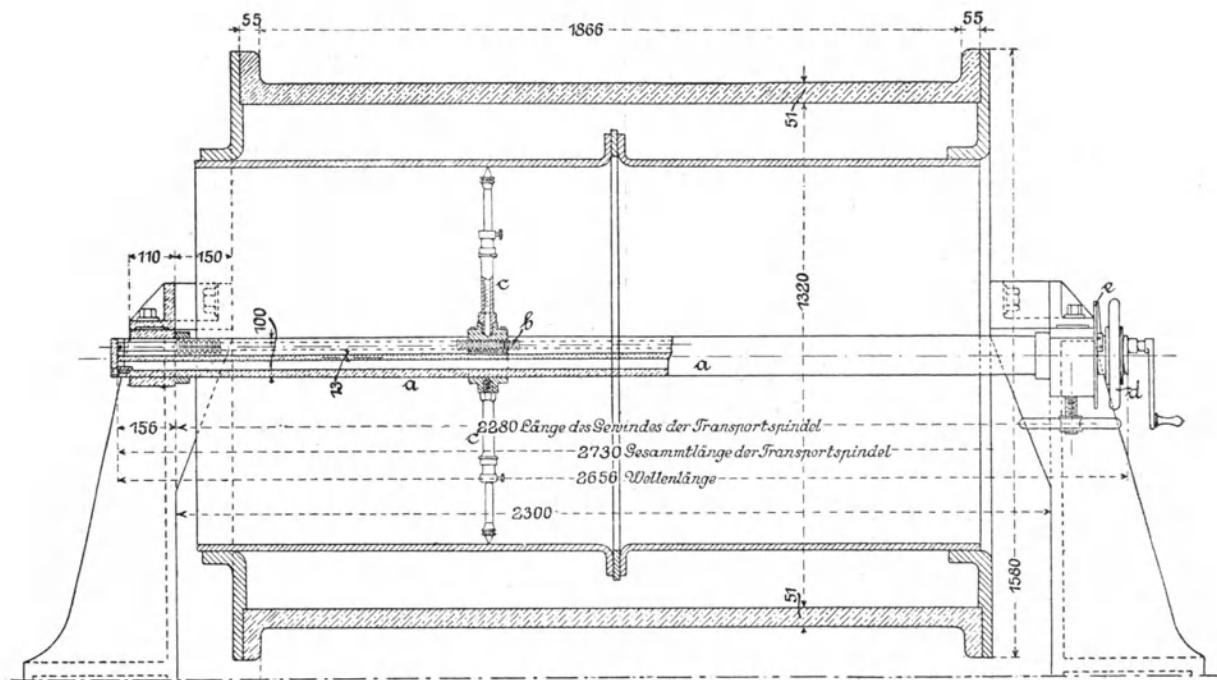 55 1866 55
51
110 150
c
1320
e
100
b
13
a
a
d
156
2280 Länge des Gewindes der Transportspindel
c
2730 Gesammtlänge der Transportspindel
2656 Wellenlänge
2300
51
1580